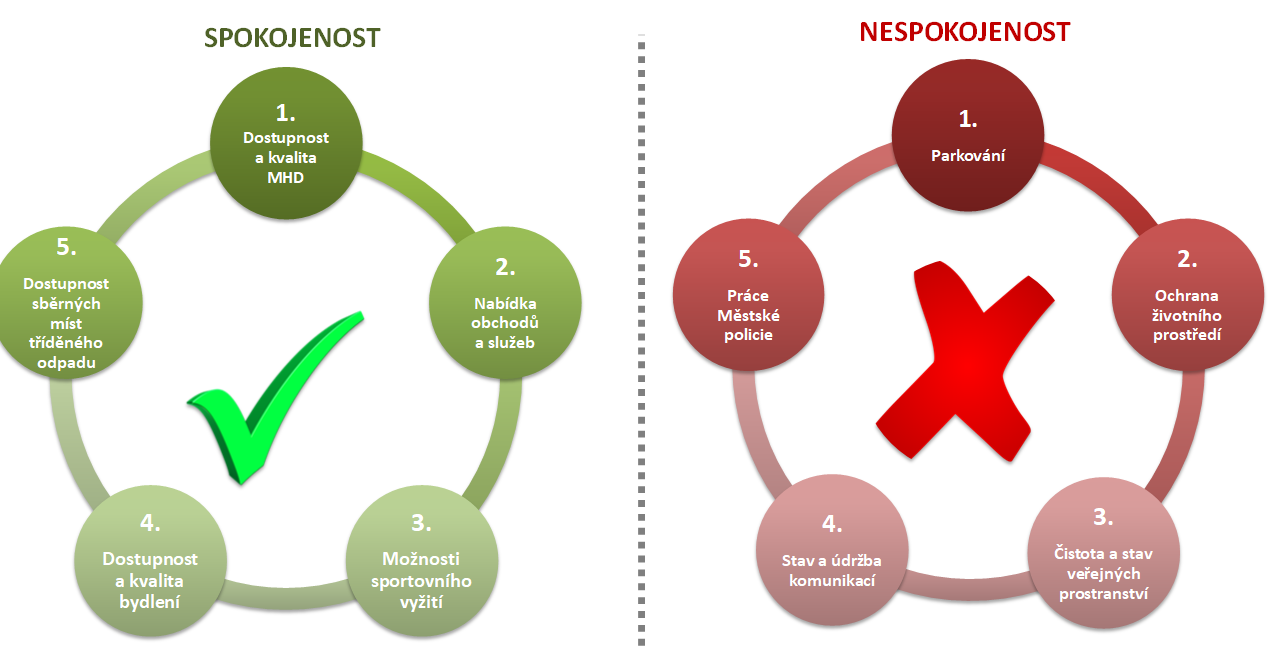 SPOKOJENOST
1.
Dostupnost
a kvalita
MHD
2.
Nabídka
obchodů
a služeb
3.
Možnosti
sportovního
vyžití
4.
Dostupnost
a kvalita
bydlení
5.
Dostupnost
sběrných
míst
tříděného
odpadu
NESPOKOJENOST
1.
Parkování
2.
Ochrana
životního
prostředí
3.
Čistota a stav
veřejných
prostranství
4.
Stav a údržba
komunikací
5.
Práce
Městské
policie